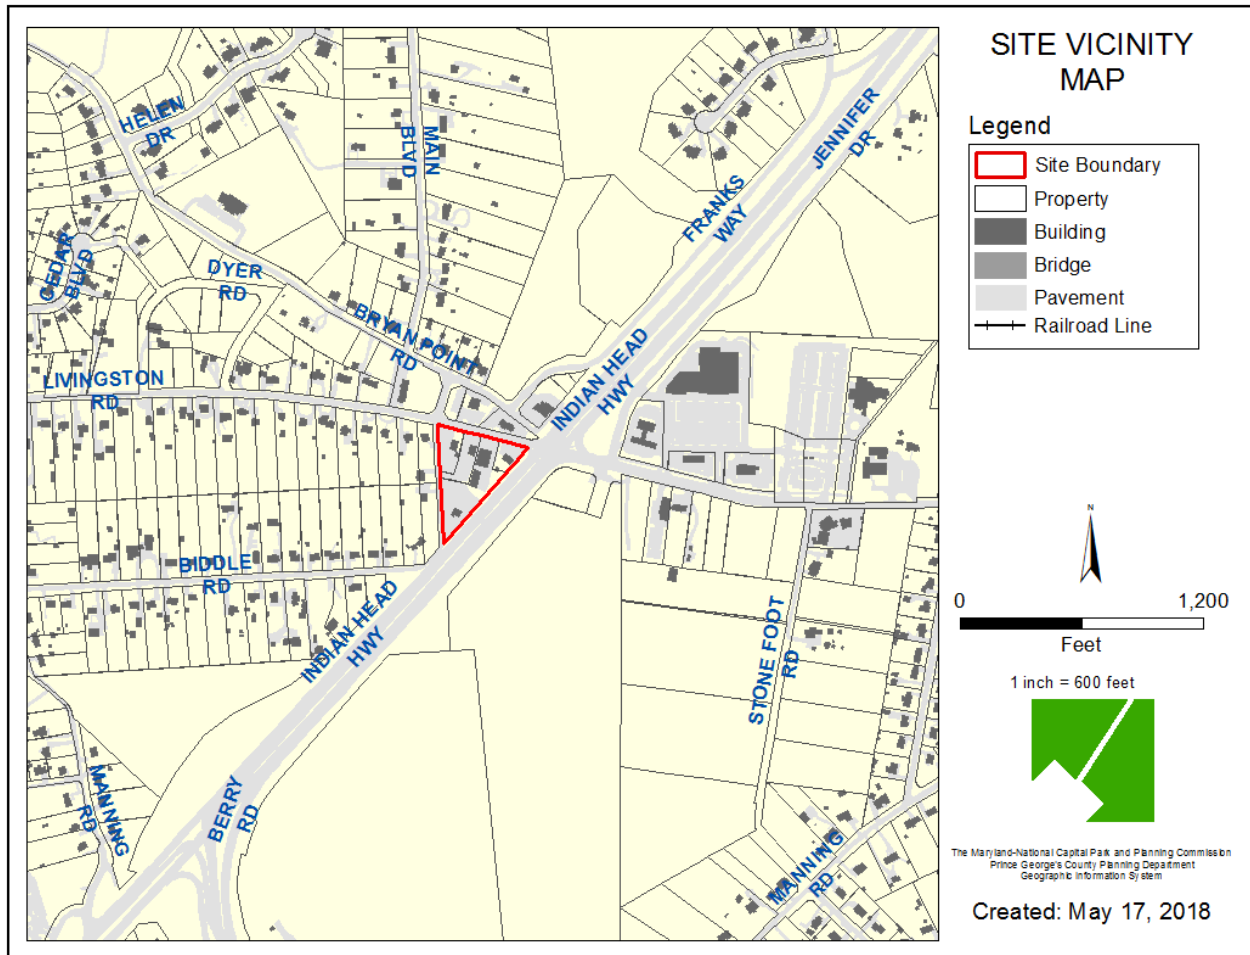 SITE VICINITY
MAP
Legend
Site Boundary
Property
Building
Bridge
Pavement
Railroad Line
HELEN
DR
MAIN
BLVD
JENNIFER
DR
FRANKS
WAY
CEDAR
BLVD
DYER
RD
BRYAN POINT
RD
LIVINGSTON
RD
INDIAN HEAD
HWY
BIDDLE
RD
INDIAN HEAD
HWY
STONE FOOT
RD
BERRY
RD
MANNING
RD
MANNING
RD
N
0 1,200
Feet
1 inch = 600 feet
The Maryland-National Capital Park and Planning Commission
Prince George's County Planning Department
Geographic Information System
Created: May 17, 2018